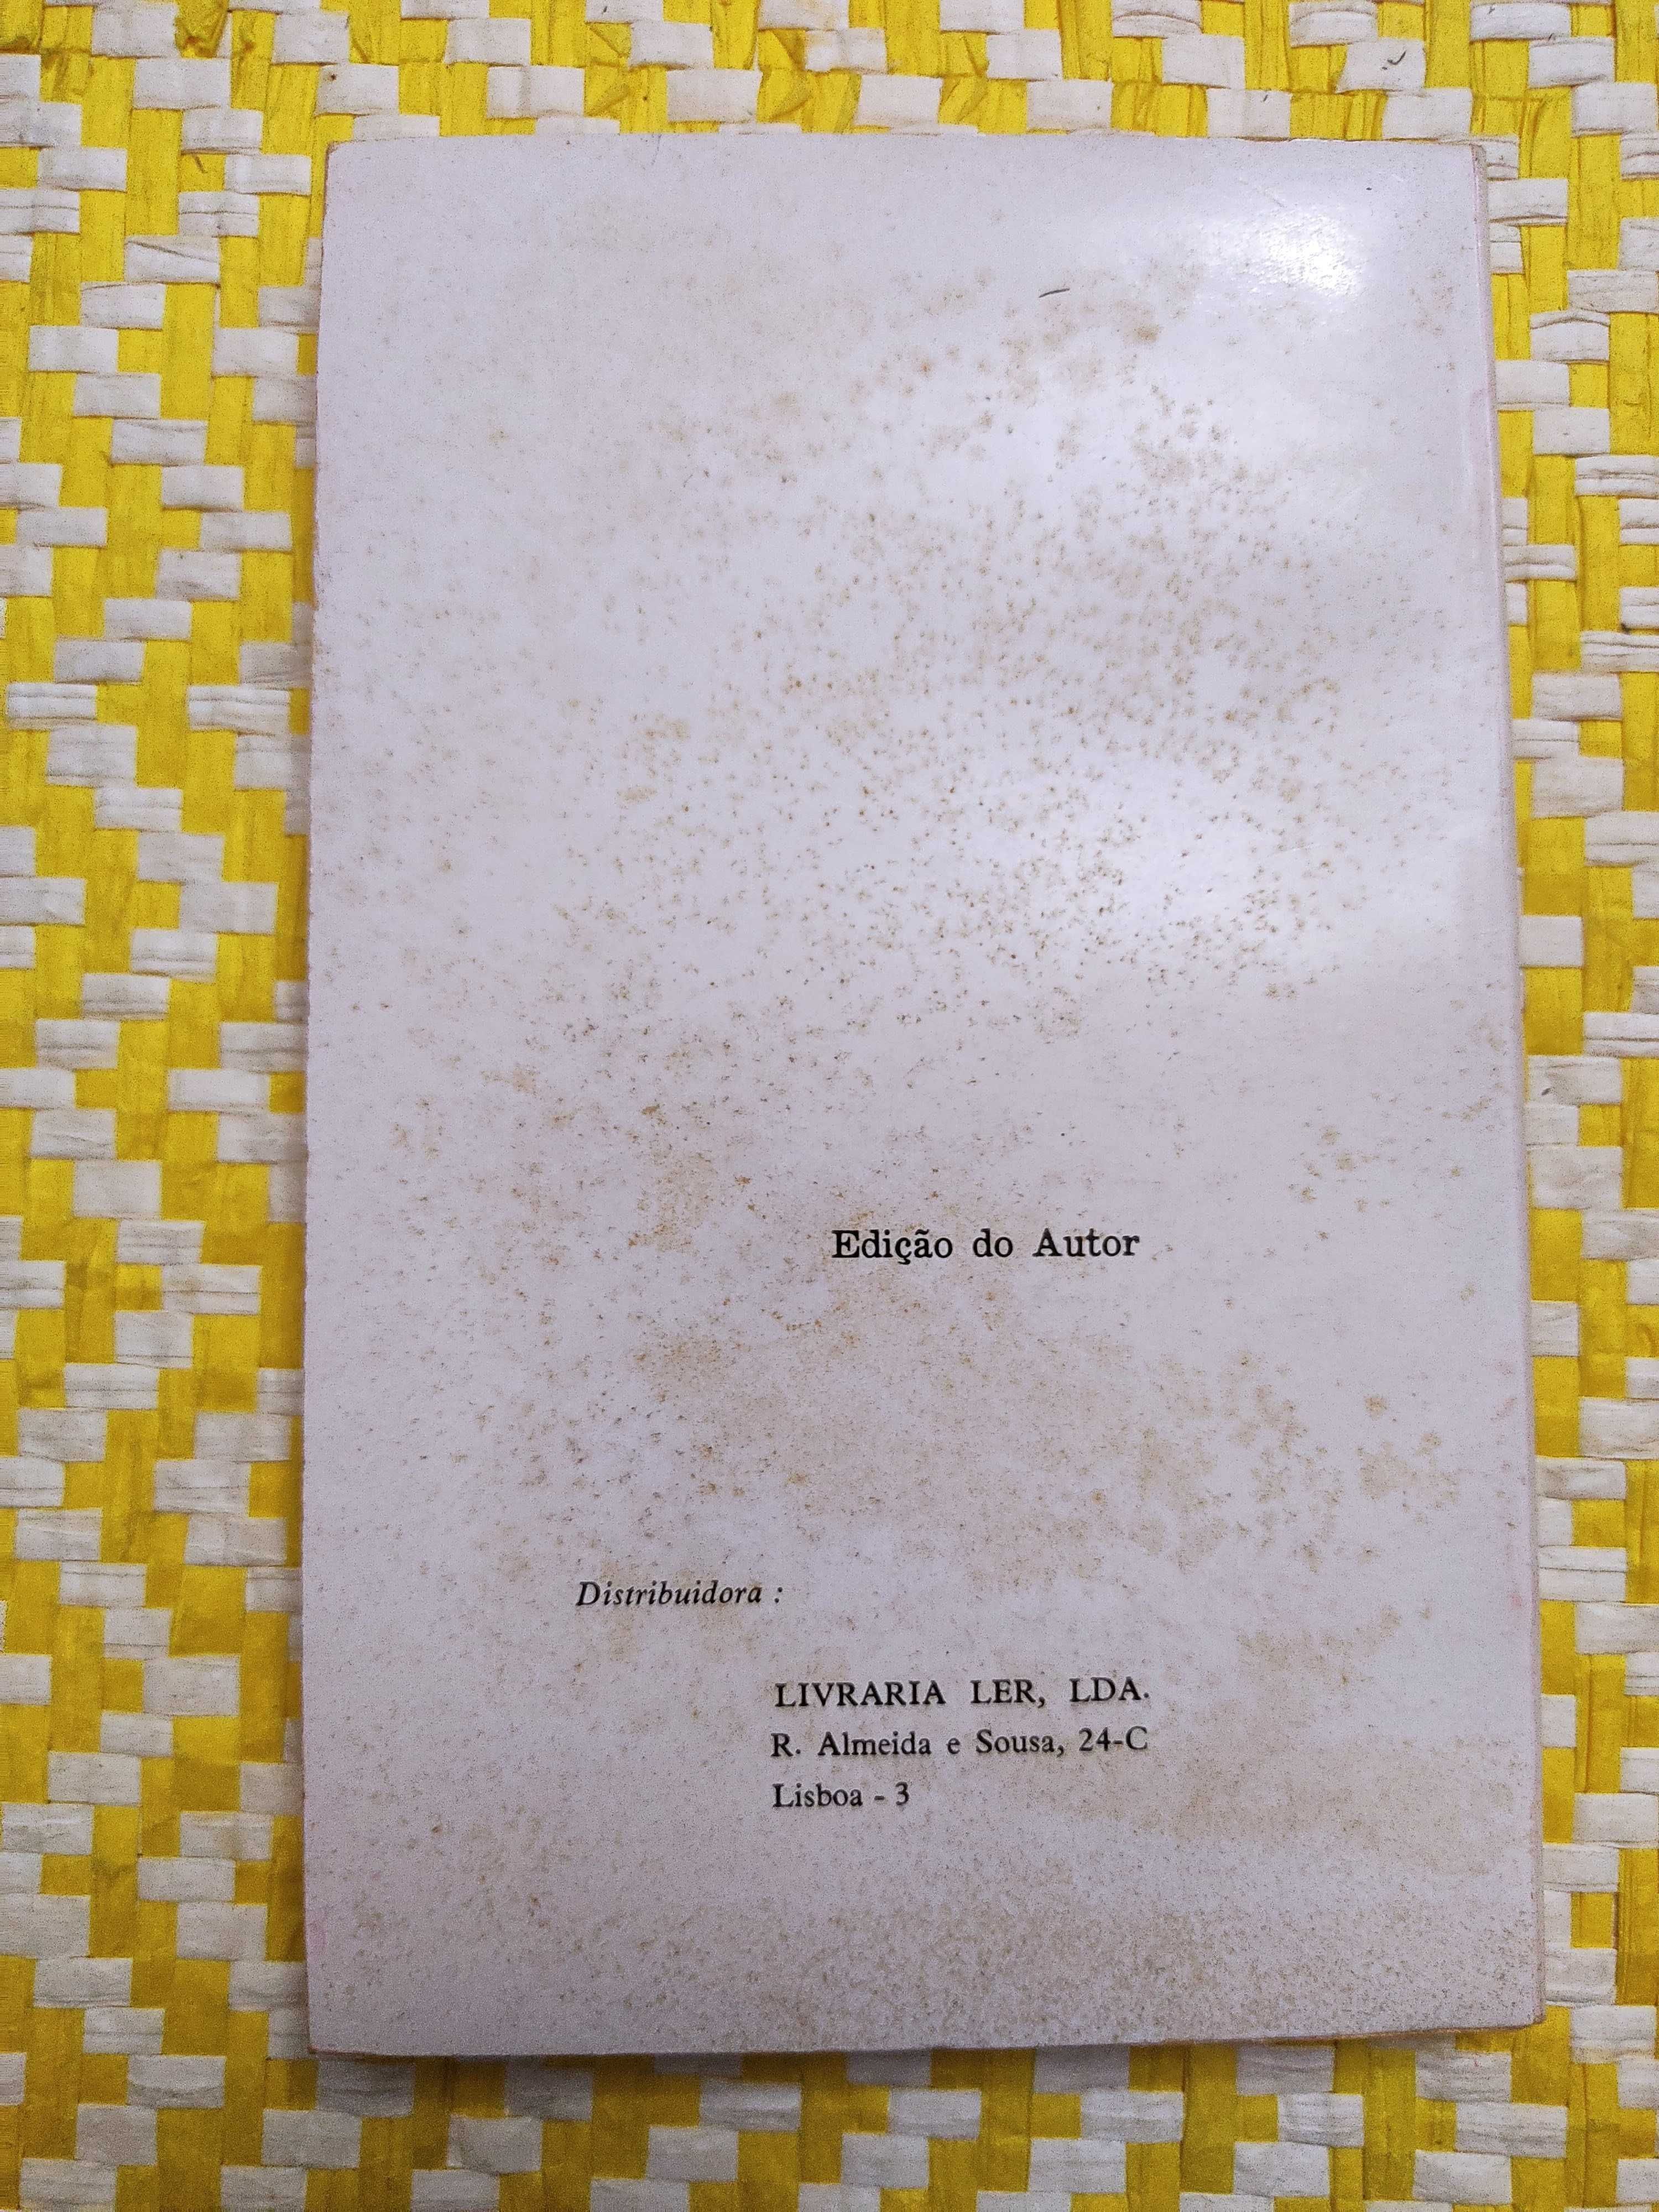 Edição do Autor
Distribuidora :
LIVRARIA LER, LDA.
R. Almeida e Sousa, 24-C
Lisboa - 3